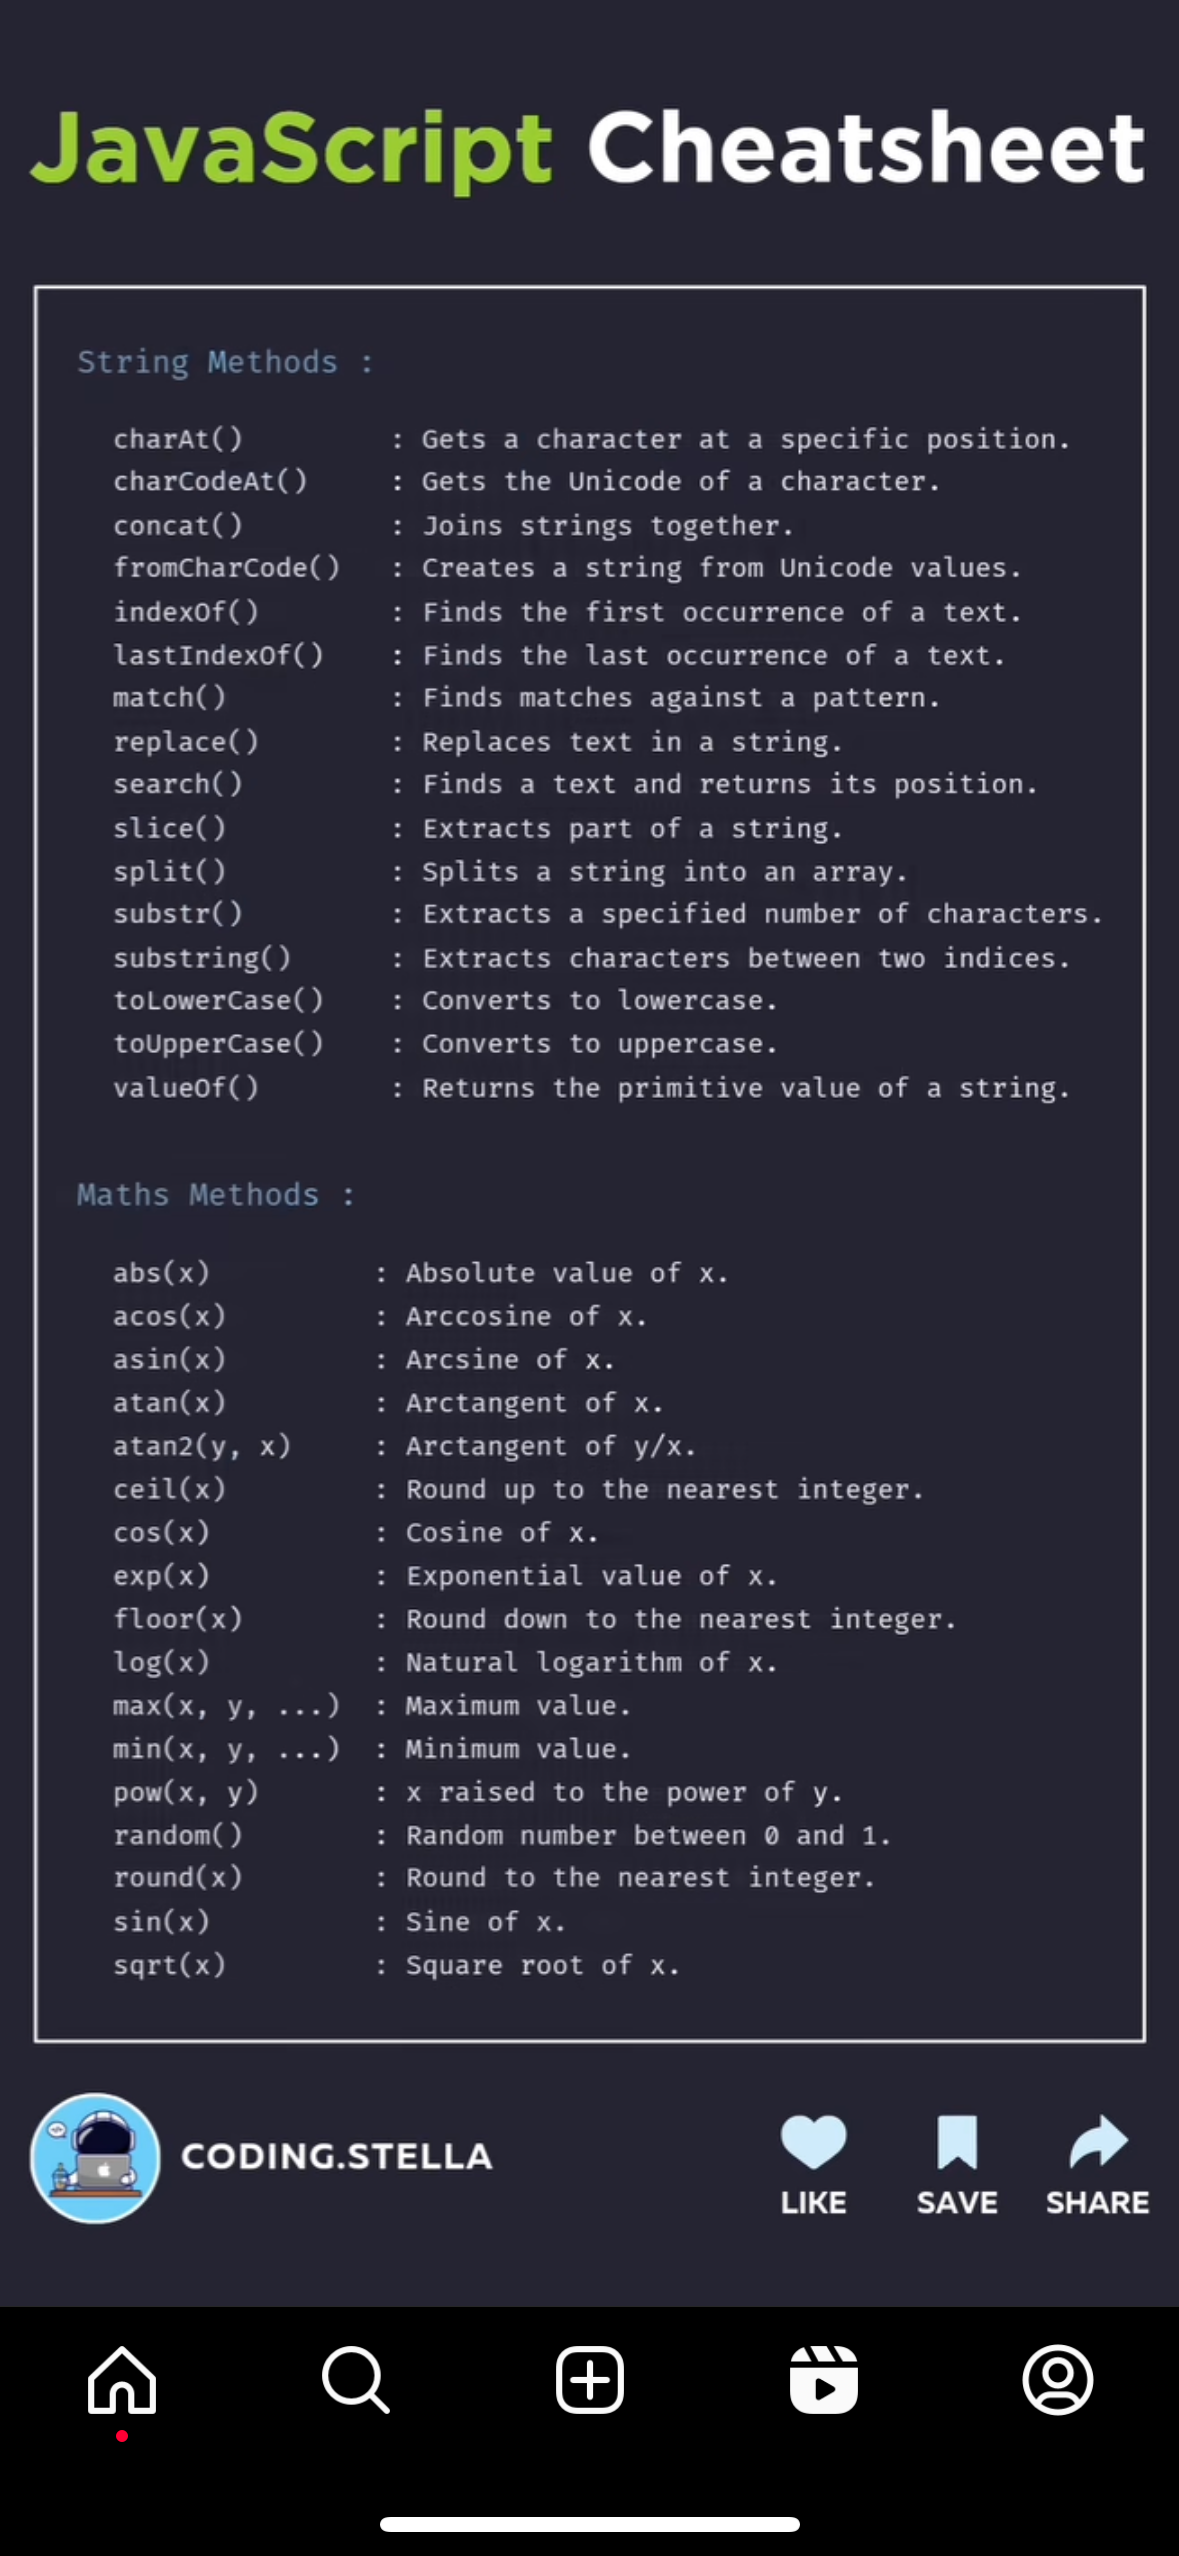 JavaScript Cheatsheet
String Methods :
charAt() : Gets a character at a specific position.
charCodeAt() : Gets the Unicode of a character.
concat() : Joins strings together.
fromCharCode() : Creates a string from Unicode values.
indexOf() : Finds the first occurrence of a text.
lastIndexOf() : Finds the last occurrence of a text.
match() : Finds matches against a pattern.
replace() : Replaces text in a string.
search() : Finds a text and returns its position.
slice() : Extracts part of a string.
split() : Splits a string into an array.
substr() : Extracts a specified number of characters.
substring() : Extracts characters between two indices.
toLowerCase() : Converts to lowercase.
toUpperCase() : Converts to uppercase.
valueOf() : Returns the primitive value of a string.
Maths Methods :
abs(x) : Absolute value of x.
acos(x) : Arccosine of x.
asin(x) : Arcsine of x.
atan(x) : Arctangent of x.
atan2(y, x) : Arctangent of y/x.
ceil(x) : Round up to the nearest integer.
cos(x) : Cosine of x.
exp(x) : Exponential value of x.
floor(x) : Round down to the nearest integer.
log(x) : Natural logarithm of x.
max(x, y, ...) : Maximum value.
min(x, y, ...) : Minimum value.
pow(x, y) : x raised to the power of y.
random() : Random number between 0 and 1.
round(x) : Round to the nearest integer.
sin(x) : Sine of x.
sqrt(x) : Square root of x.
CODING.STELLA
LIKE SAVE SHARE